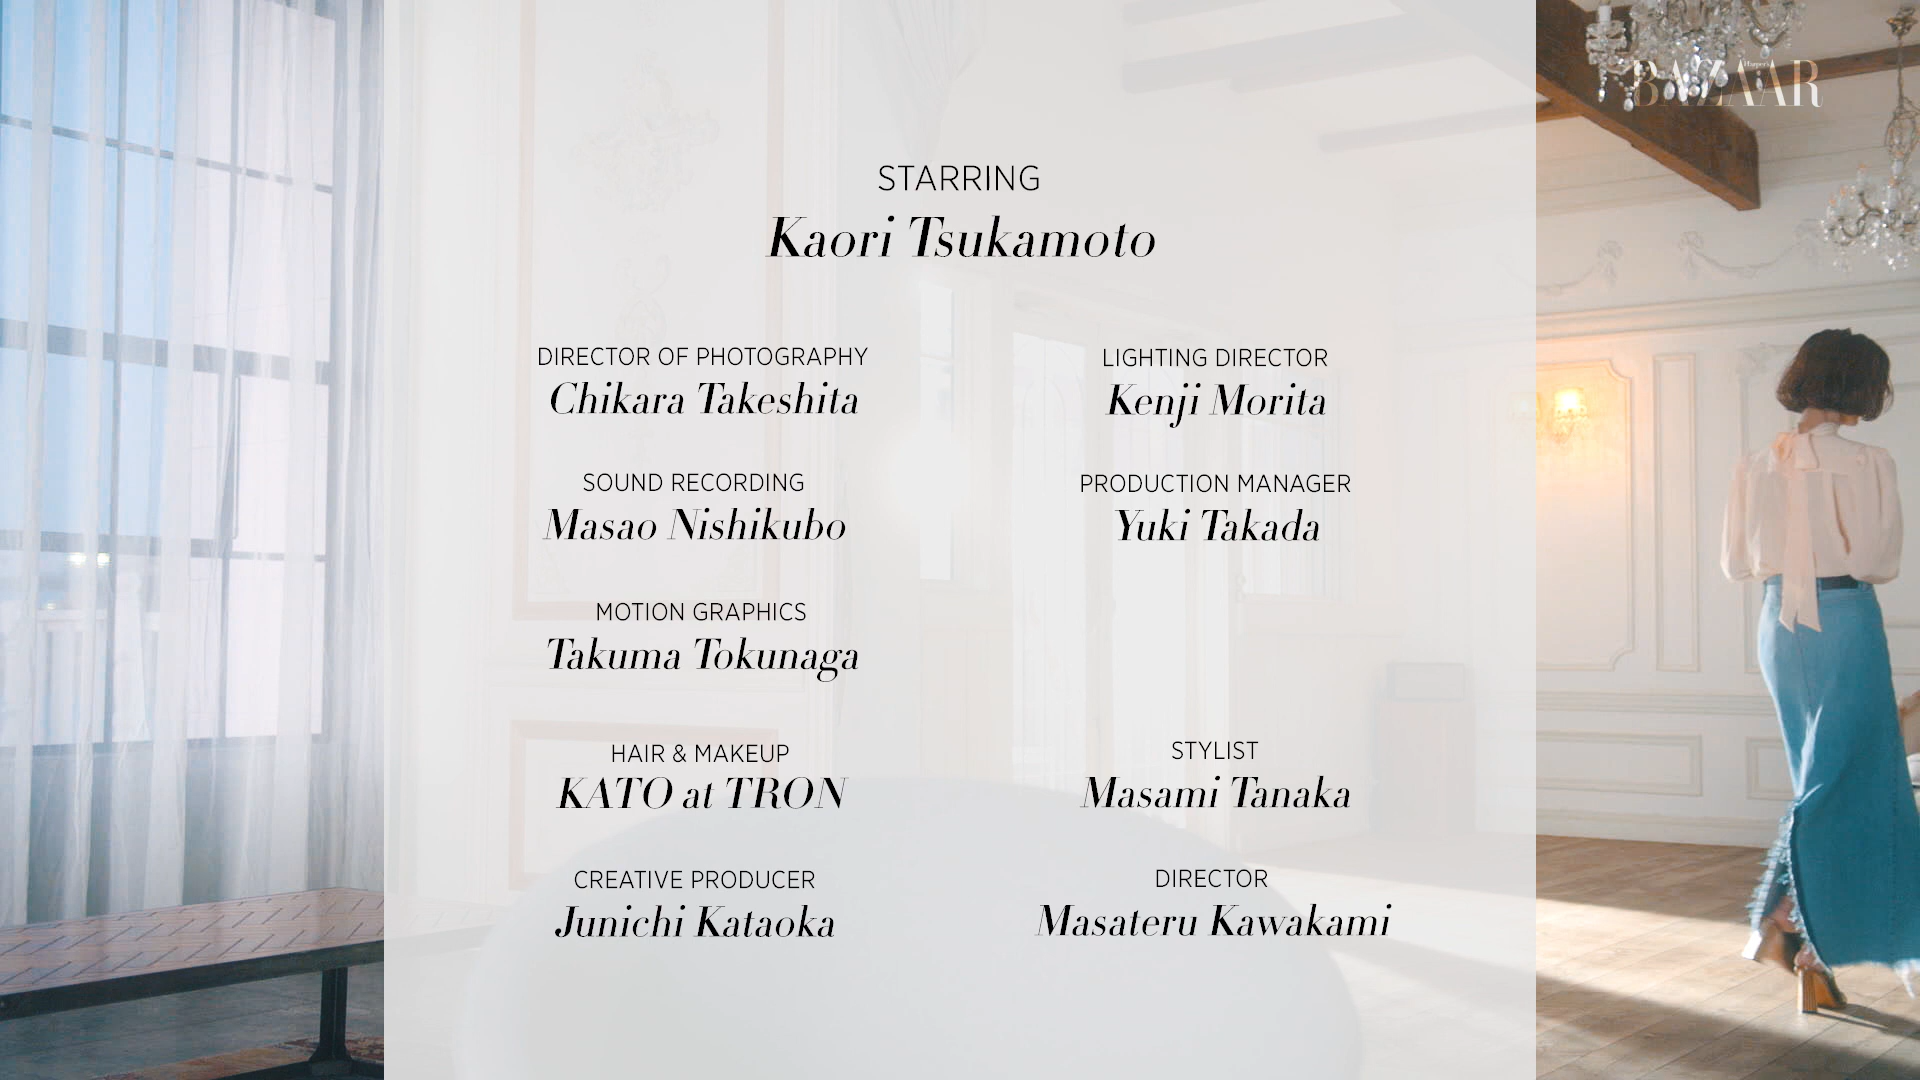 Harper's
BAZAAR
STARRING
Kaori Tsukamoto
DIRECTOR OF PHOTOGRAPHY
Chikara Takeshita
LIGHTING DIRECTOR
Kenji Morita
SOUND RECORDING
Masao Nishikubo
PRODUCTION MANAGER
Yuki Takada
MOTION GRAPHICS
Takuma Tokunaga
HAIR & MAKEUP
KATO at TRON
STYLIST
Masami Tanaka
CREATIVE PRODUCER
Junichi Kataoka
DIRECTOR
Masateru Kawakami